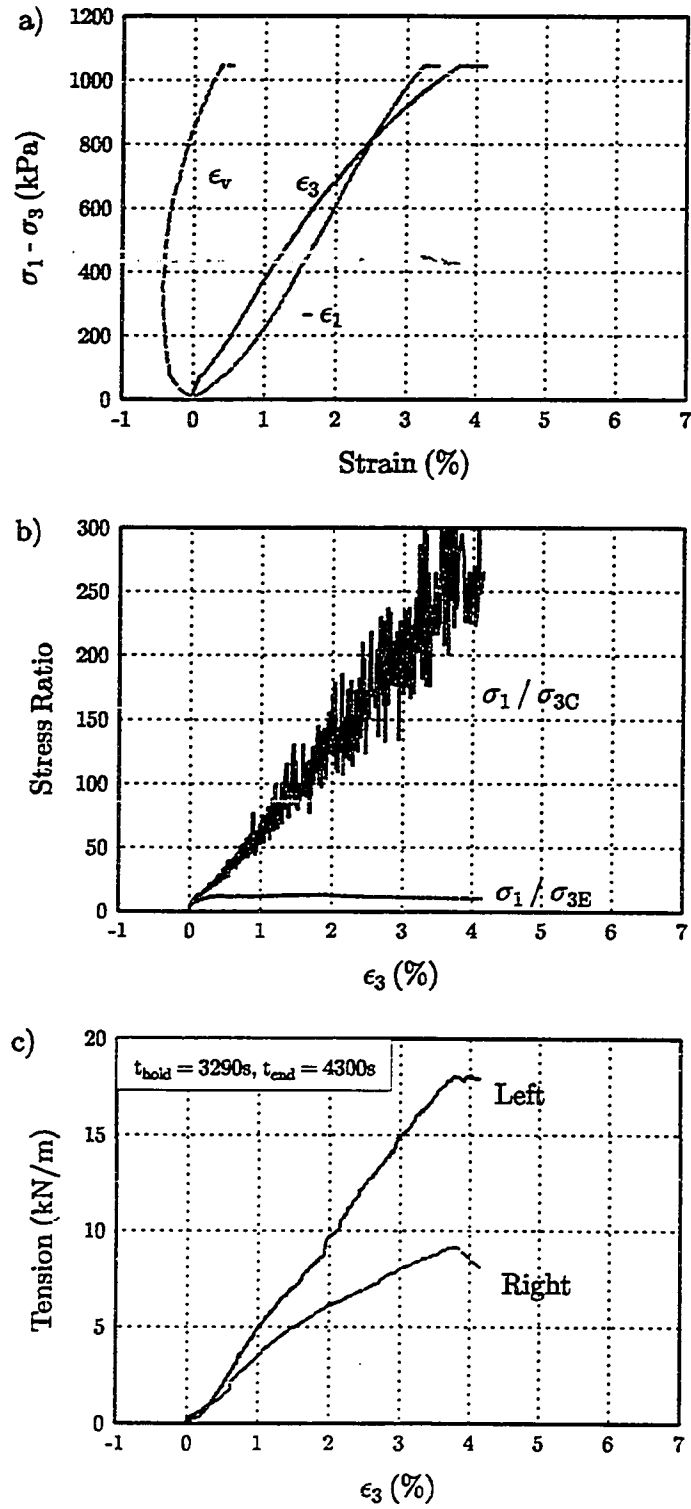 a)
1200
1000
800
600
400
200
0
σ₁ - σ₃ (kPa)
ϵᵥ
ϵ₃
- ϵ₁
-1 0 1 2 3 4 5 6 7
Strain (%)
b)
300
250
200
150
100
50
0
Stress Ratio
σ₁ / σ₃C
σ₁ / σ₃E
-1 0 1 2 3 4 5 6 7
ϵ₃ (%)
c)
20
15
10
5
0
Tension (kN/m)
t_hold = 3290s, t_end = 4300s
Left
Right
-1 0 1 2 3 4 5 6 7
ϵ₃ (%)